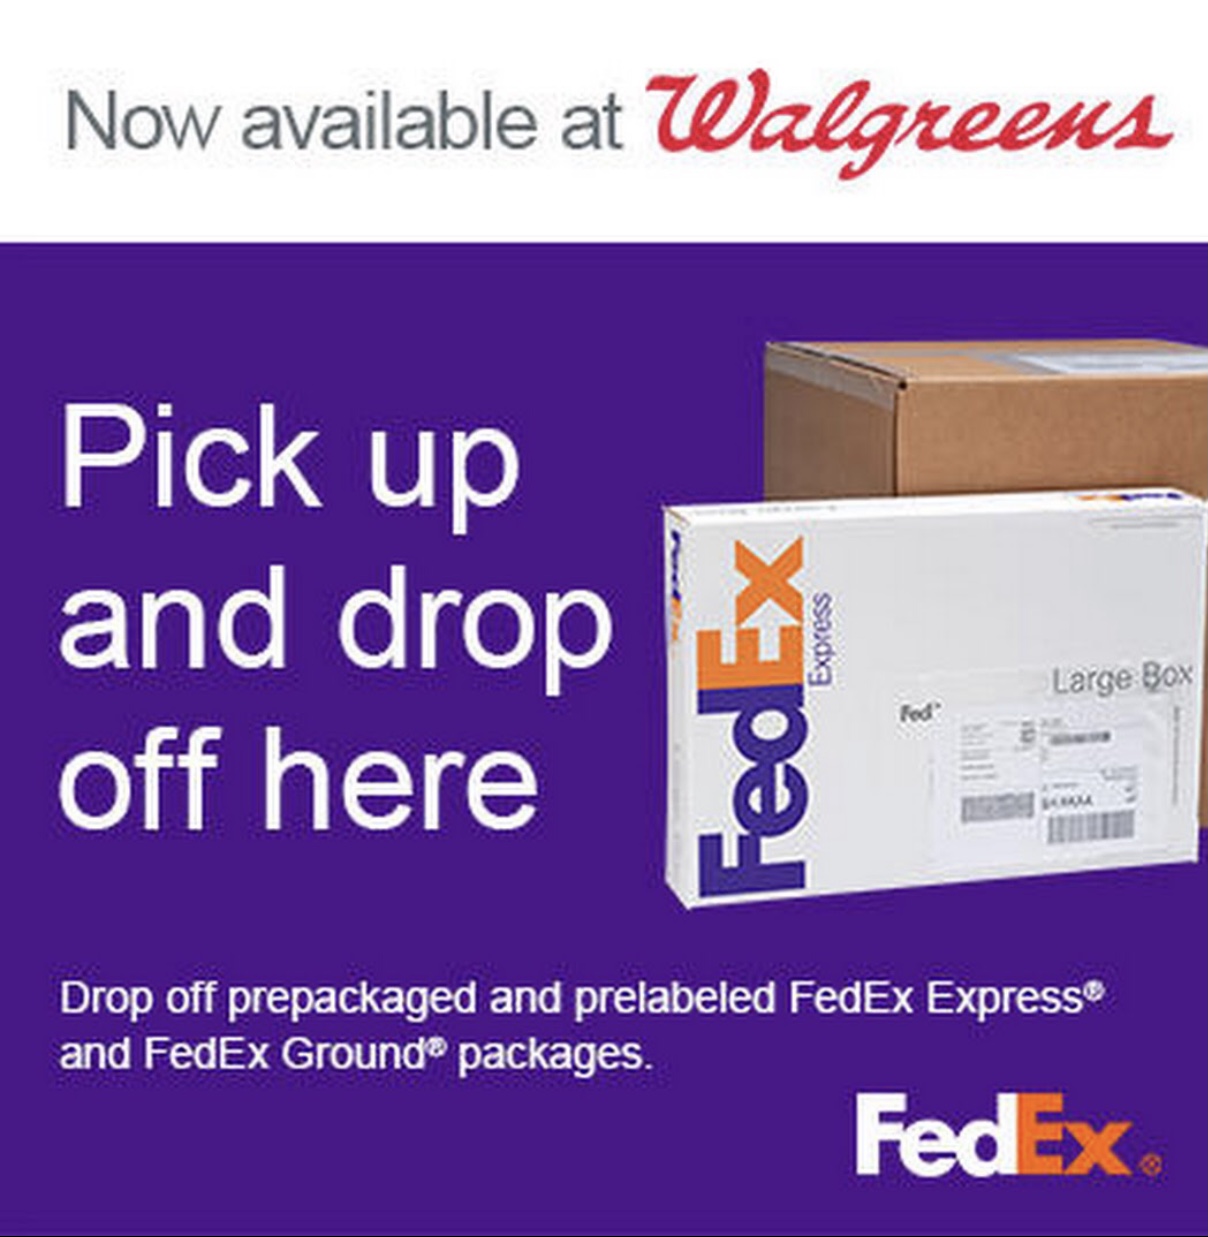 Now available at Walgreens
Pick up
and drop
off here
FedEx
Express
Large Box
Fed
Drop off prepackaged and prelabeled FedEx Express®
and FedEx Ground® packages.
FedEx®